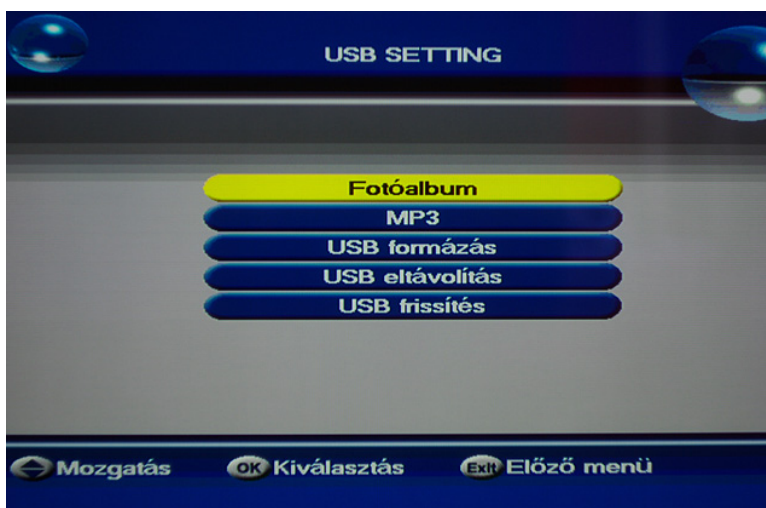 USB SETTING
Fotóalbum
MP3
USB formázás
USB eltávolítás
USB frissítés
Mozgatás OK Kiválasztás Exit Előző menü